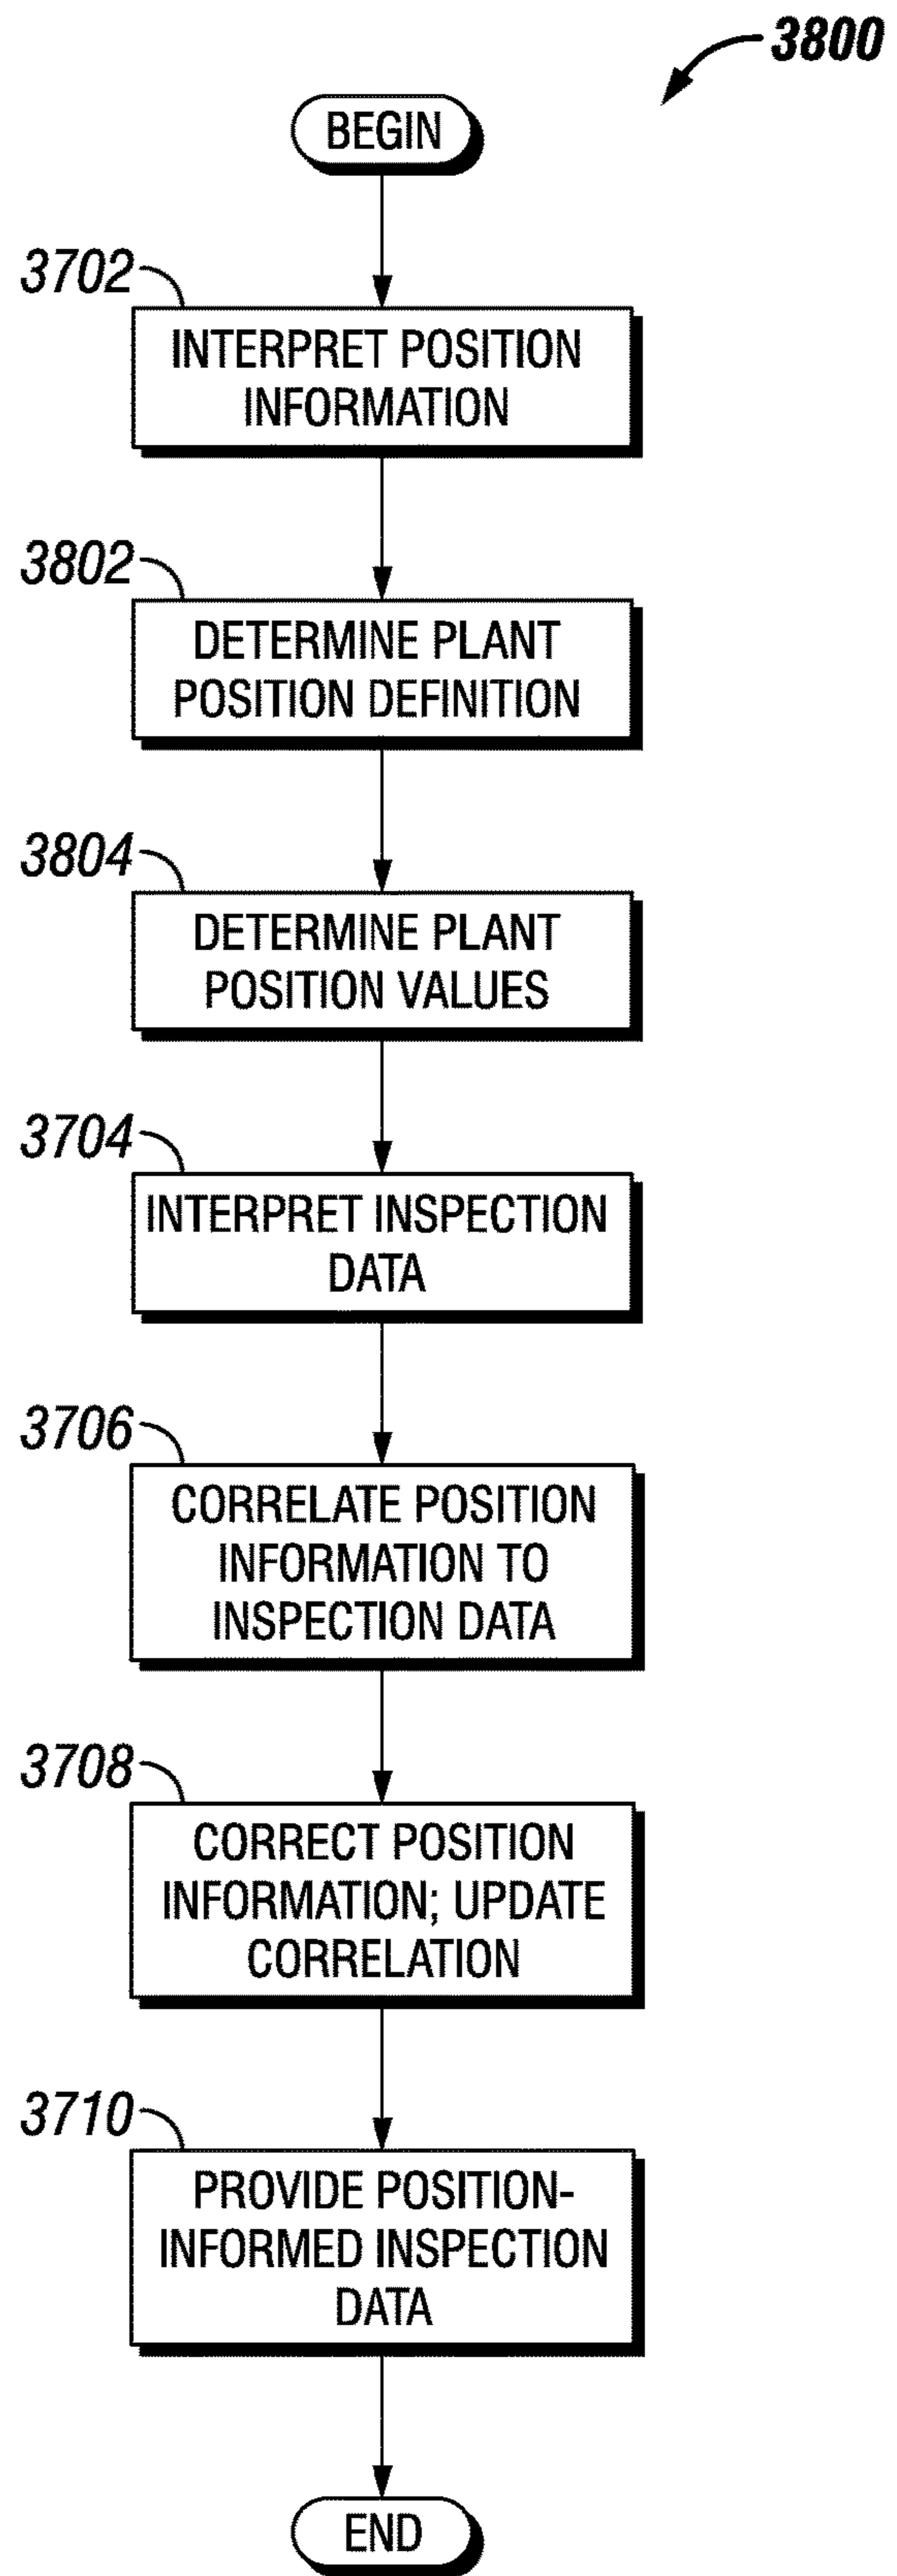 3800
BEGIN
3702
INTERPRET POSITION
INFORMATION
3802
DETERMINE PLANT
POSITION DEFINITION
3804
DETERMINE PLANT
POSITION VALUES
3704
INTERPRET INSPECTION
DATA
3706
CORRELATE POSITION
INFORMATION TO
INSPECTION DATA
3708
CORRECT POSITION
INFORMATION; UPDATE
CORRELATION
3710
PROVIDE POSITION-
INFORMED INSPECTION
DATA
END